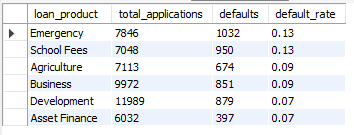 loan_product total_applications defaults default_rate
Emergency 7846 1032 0.13
School Fees 7048 950 0.13
Agriculture 7113 674 0.09
Business 9972 851 0.09
Development 11989 879 0.07
Asset Finance 6032 397 0.07